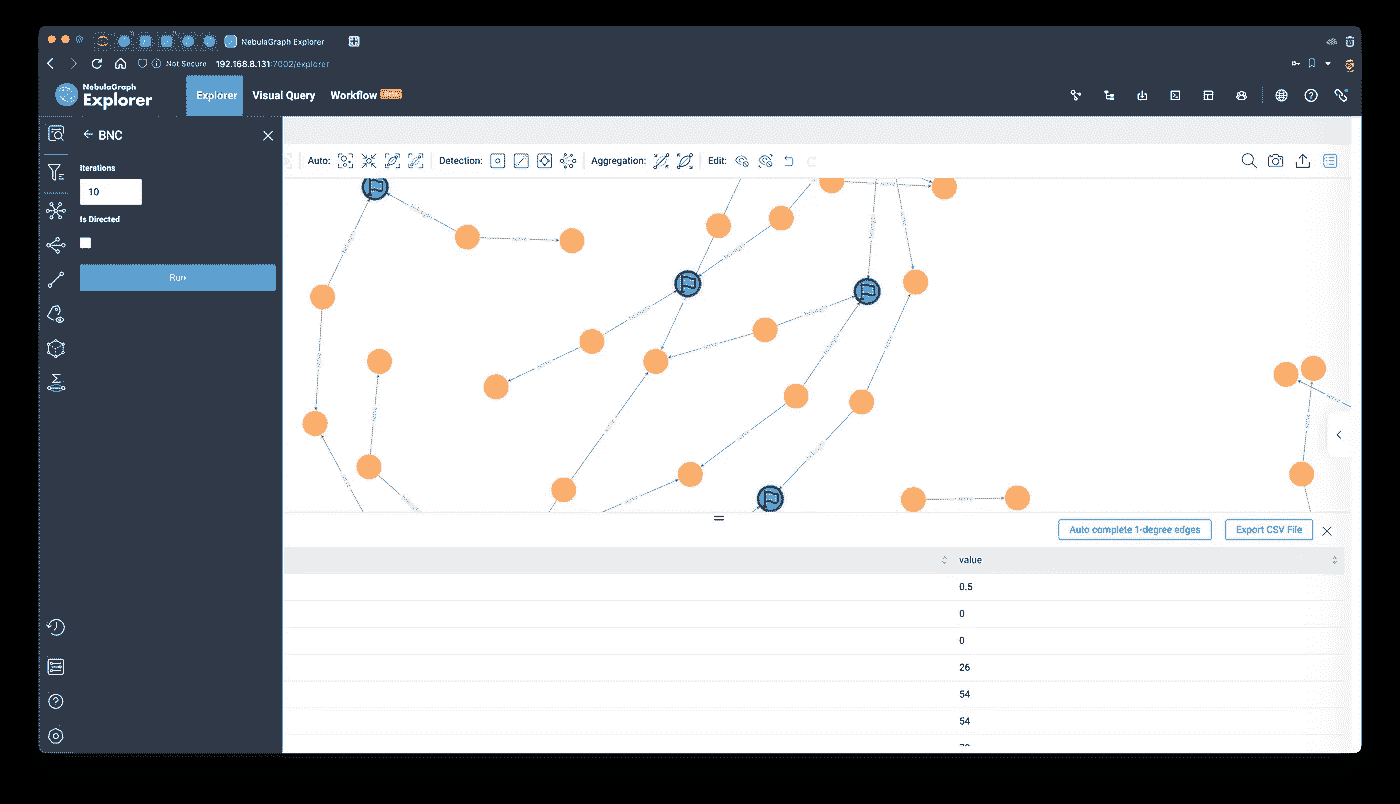 NebulaGraph Explorer
Not Secure 192.168.8.131:7002/explorer
NebulaGraph
Explorer
Explorer Visual Query Workflow
BNC
Auto: Detection: Aggregation: Edit:
Iterations
10
Is Directed
Run
Auto complete 1-degree edges Export CSV File
value
0.5
0
0
26
54
54